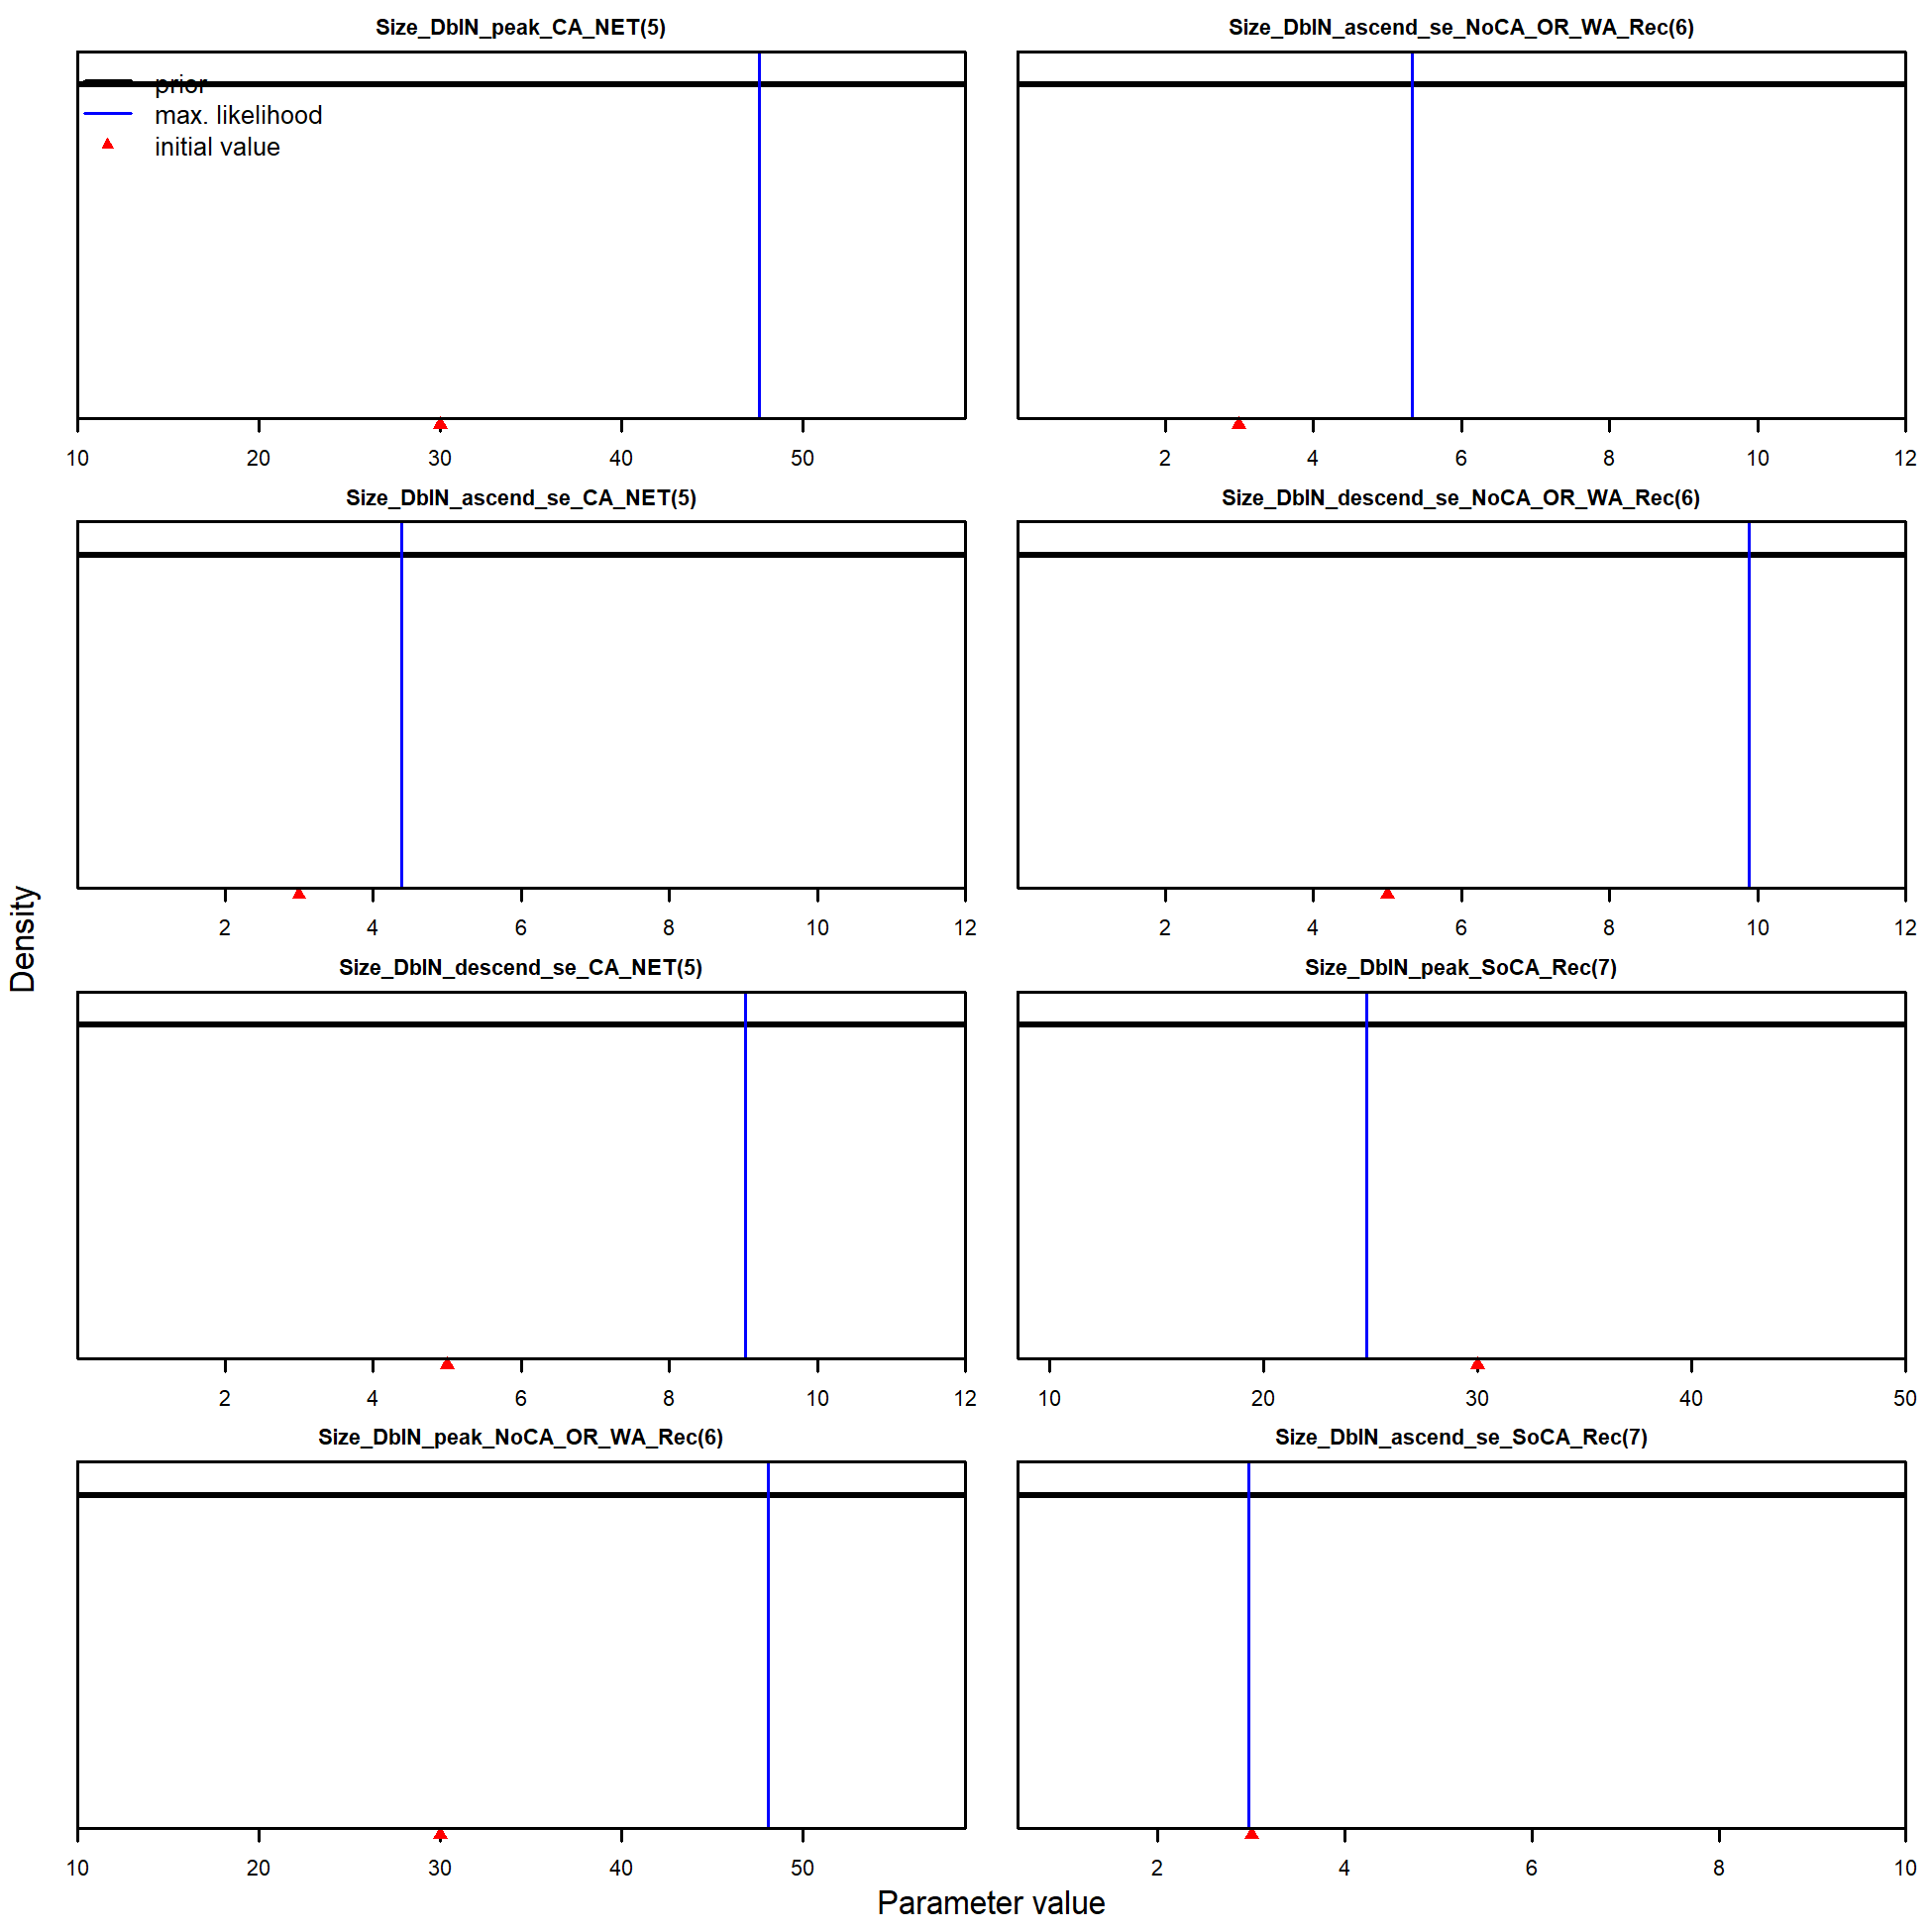 Size_DblN_peak_CA_NET(5)
prior
max. likelihood
initial value
10 20 30 40 50
Size_DblN_ascend_se_NoCA_OR_WA_Rec(6)
2 4 6 8 10 12
Size_DblN_ascend_se_CA_NET(5)
2 4 6 8 10 12
Size_DblN_descend_se_NoCA_OR_WA_Rec(6)
2 4 6 8 10 12
Density
Size_DblN_descend_se_CA_NET(5)
2 4 6 8 10 12
Size_DblN_peak_SoCA_Rec(7)
10 20 30 40 50
Size_DblN_peak_NoCA_OR_WA_Rec(6)
10 20 30 40 50
Size_DblN_ascend_se_SoCA_Rec(7)
2 4 6 8 10
Parameter value